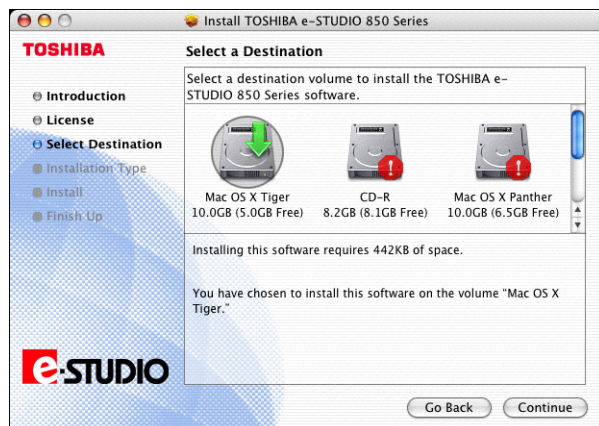 Install TOSHIBA e-STUDIO 850 Series
TOSHIBA
Select a Destination
Introduction
License
Select Destination
Installation Type
Install
Finish Up
Select a destination volume to install the TOSHIBA e-
STUDIO 850 Series software.
Mac OS X Tiger
10.0GB (5.0GB Free)
CD-R
8.2GB (8.1GB Free)
Mac OS X Panther
10.0GB (6.5GB Free)
Installing this software requires 442KB of space.
You have chosen to install this software on the volume “Mac OS X
Tiger.”
e-STUDIO
Go Back
Continue